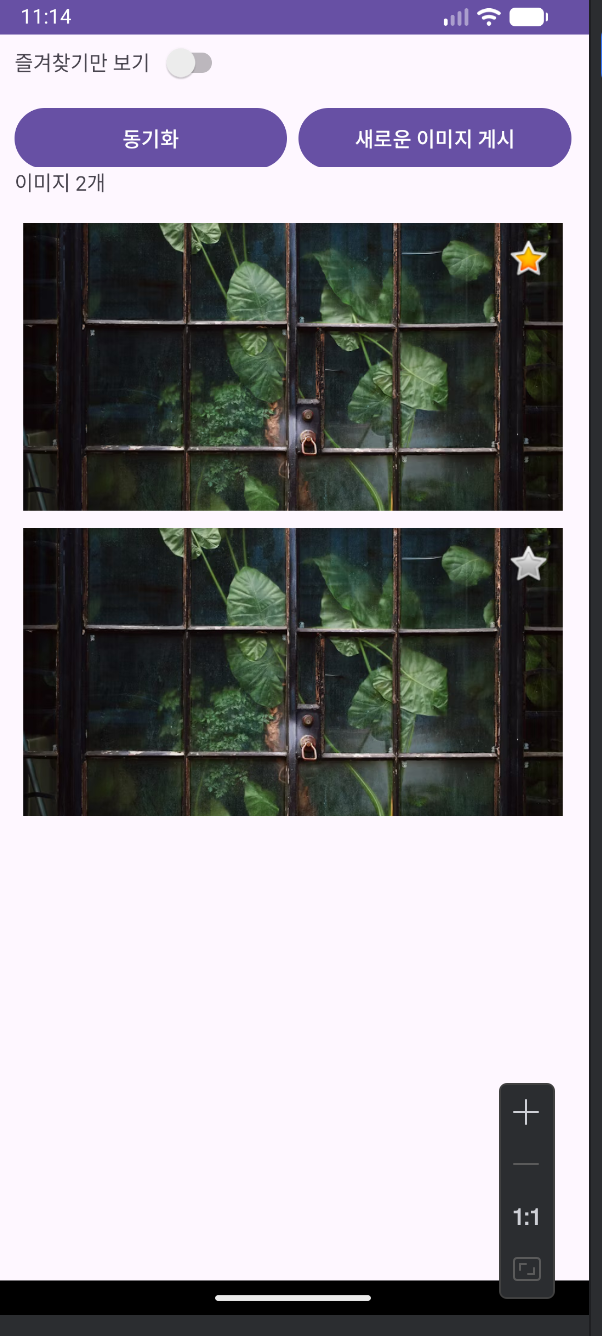 11:14
즐겨찾기만 보기
동기화
새로운 이미지 게시
이미지 2개
1:1